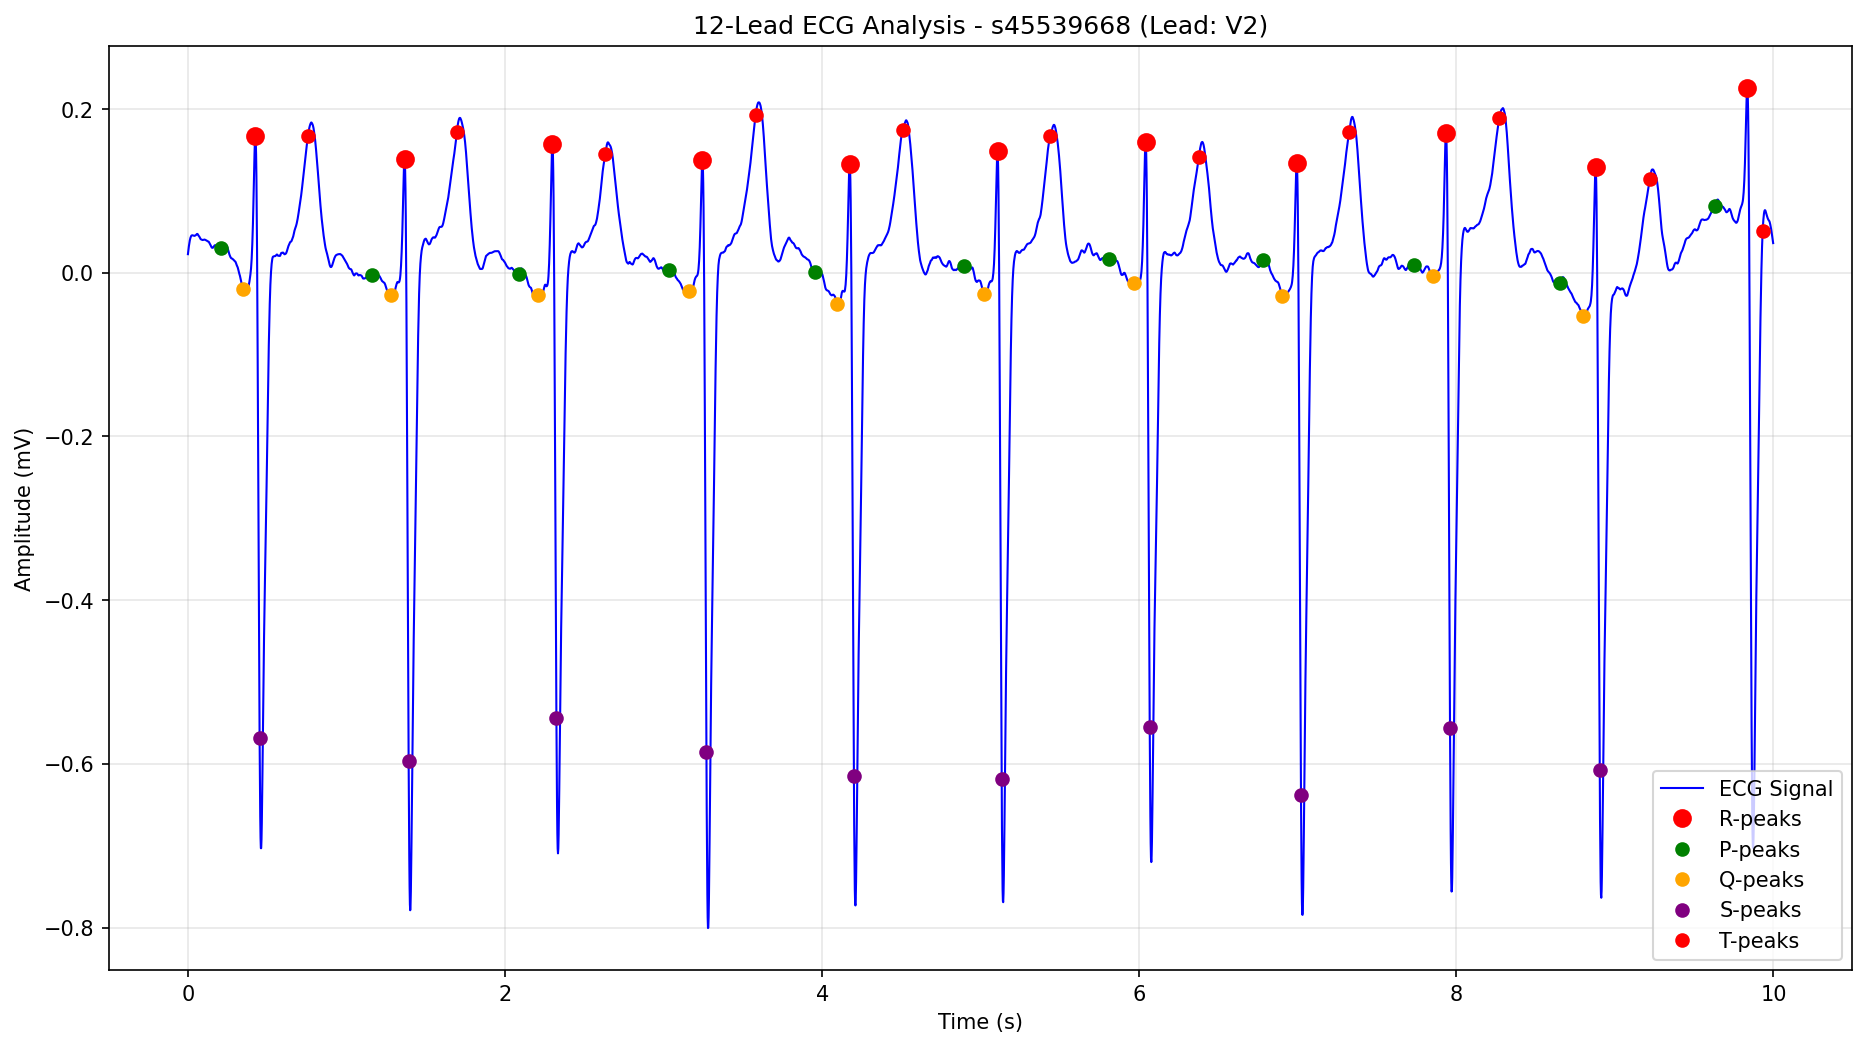 12-Lead ECG Analysis - s45539668 (Lead: V2)
Amplitude (mV)
0.2
0.0
−0.2
−0.4
−0.6
−0.8
0 2 4 6 8 10
Time (s)
ECG Signal
R-peaks
P-peaks
Q-peaks
S-peaks
T-peaks